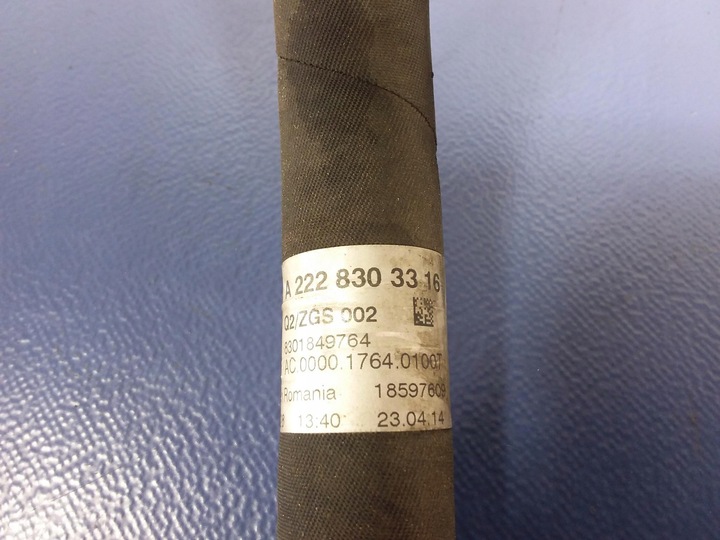 A 222 830 33 16
Q2/ZGS 002
8301849764
AC 0000.1764.01007
Romania 18597609
13:40 23.04.14